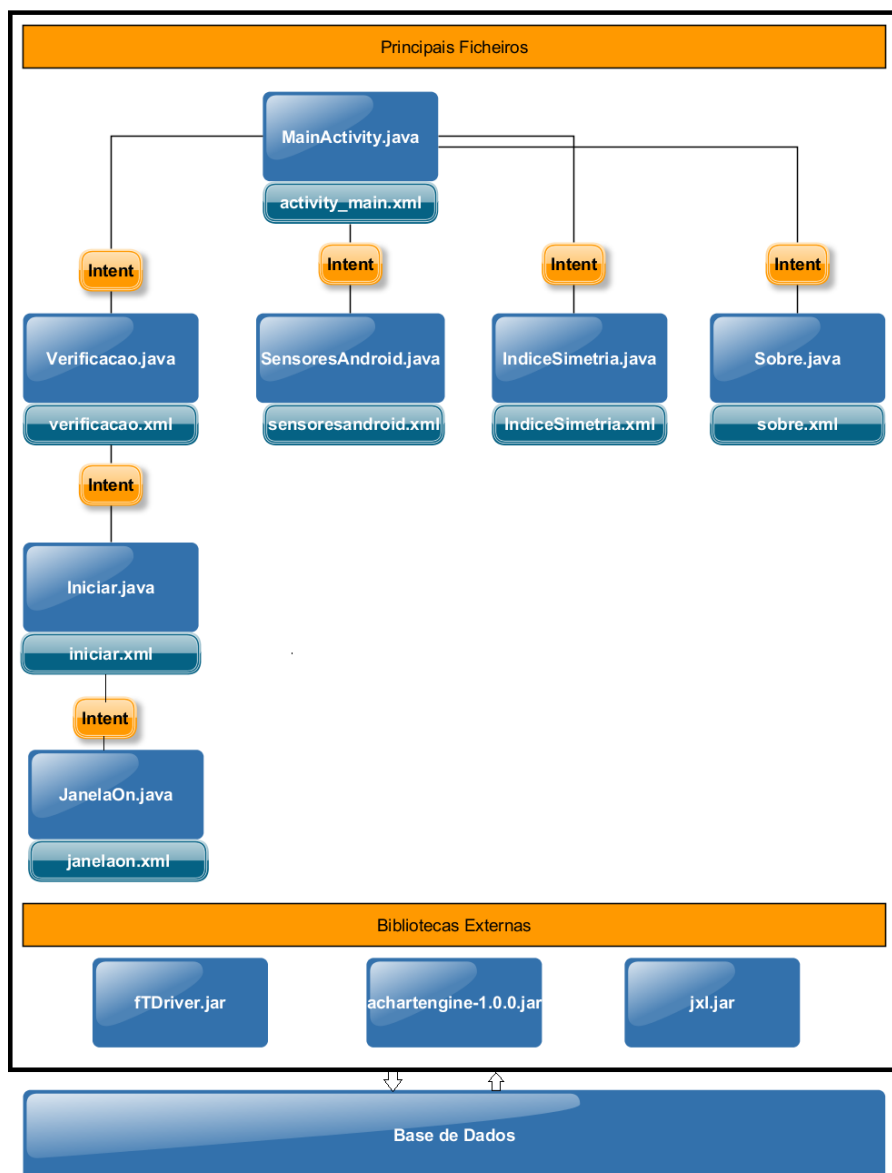 Principais Ficheiros
MainActivity.java
activity_main.xml
Intent
Intent
Intent
Intent
Verificacao.java
SensoresAndroid.java
IndiceSimetria.java
Sobre.java
verificacao.xml
sensoresandroid.xml
IndiceSimetria.xml
sobre.xml
Intent
Iniciar.java
iniciar.xml
Intent
JanelaOn.java
janelaon.xml
Bibliotecas Externas
fTDriver.jar
achartengine-1.0.0.jar
jxl.jar
Base de Dados